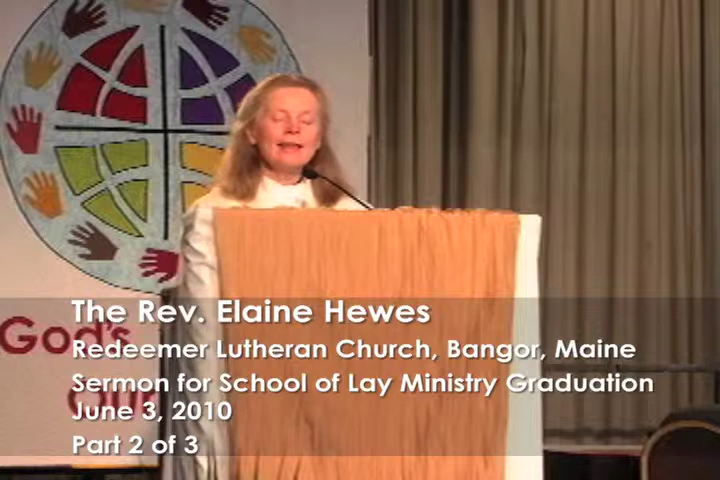 The Rev. Elaine Hewes
Redeemer Lutheran Church, Bangor, Maine
Sermon for School of Lay Ministry Graduation
June 3, 2010
Part 2 of 3
God's